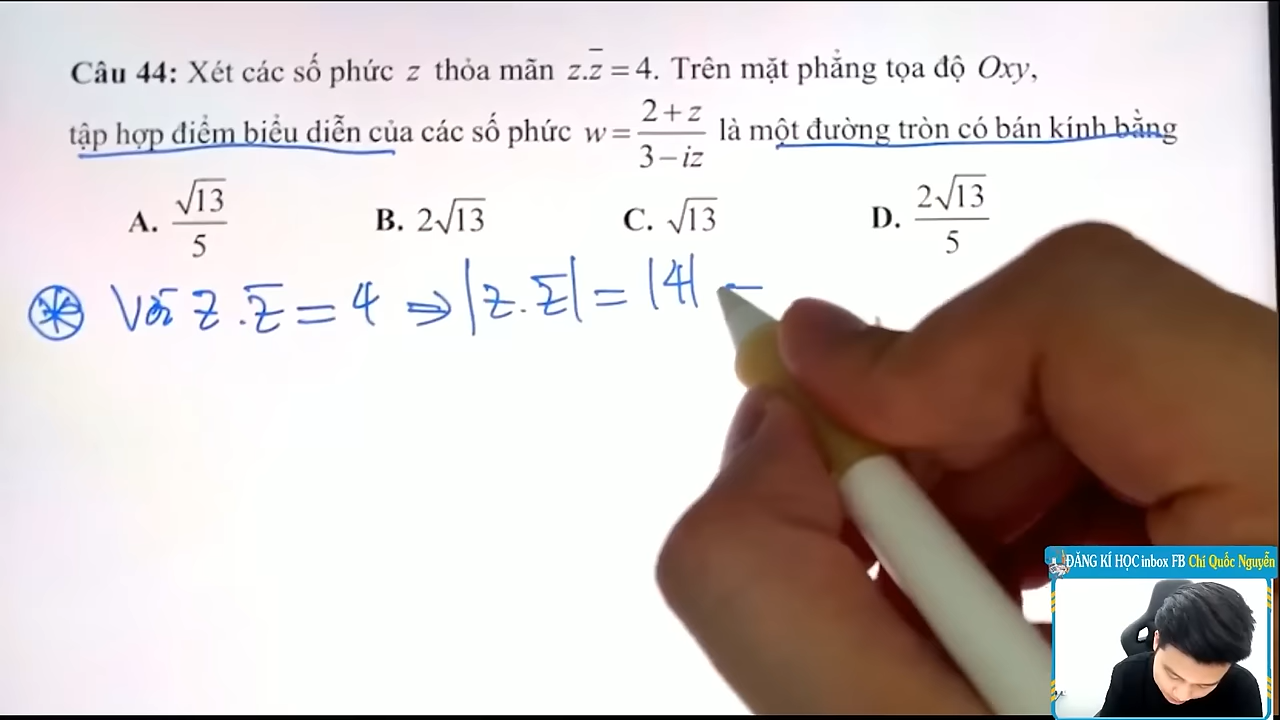 Câu 44: Xét các số phức z thỏa mãn z.z̅ = 4. Trên mặt phẳng tọa độ Oxy,
tập hợp điểm biểu diễn của các số phức w = (2 + z)/(3 − iz) là một đường tròn có bán kính bằng
A. √13/5 B. 2√13 C. √13 D. 2√13/5
Với z.z̅ = 4 ⇒ |z.z̅| = |4|
ĐĂNG KÍ HỌC inbox FB Chí Quốc Nguyễn